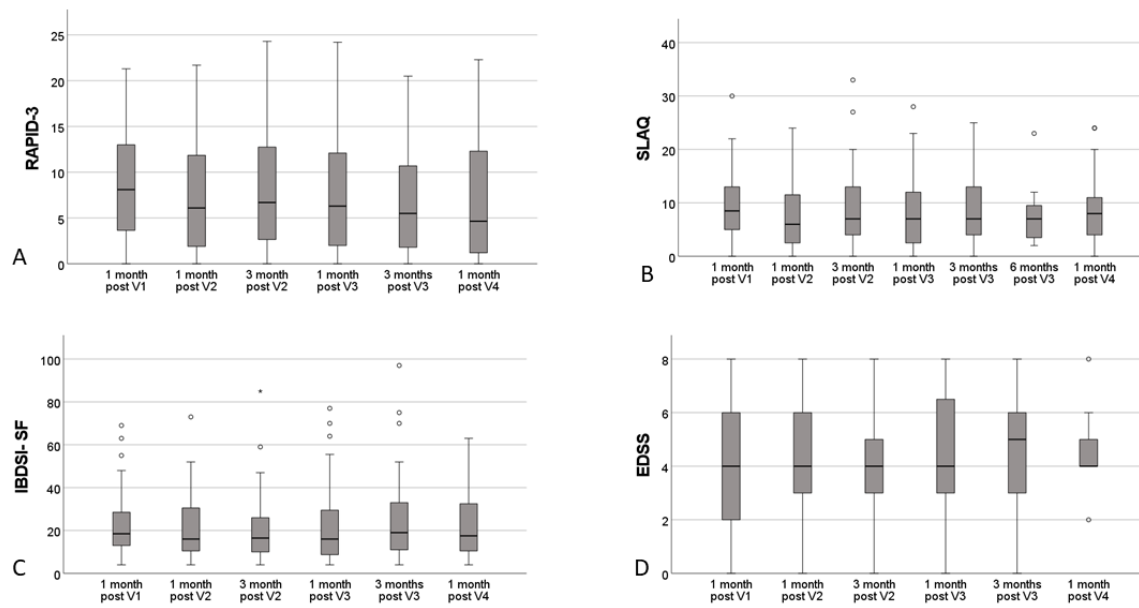 A
RAPID-3
25
20
15
10
5
0
1 month 1 month 3 month 1 month 3 months 1 month
post V1 post V2 post V2 post V3 post V3 post V4
B
SLAQ
40
30
20
10
0
1 month 1 month 3 month 1 month 3 months 6 months 1 month
post V1 post V2 post V2 post V3 post V3 post V3 post V4
C
IBDSI- SF
100
80
60
40
20
0
1 month 1 month 3 month 1 month 3 months 1 month
post V1 post V2 post V2 post V3 post V3 post V4
D
EDSS
8
6
4
2
0
1 month 1 month 3 month 1 month 3 month 1 month
post V1 post V2 post V2 post V3 post V3 post V4